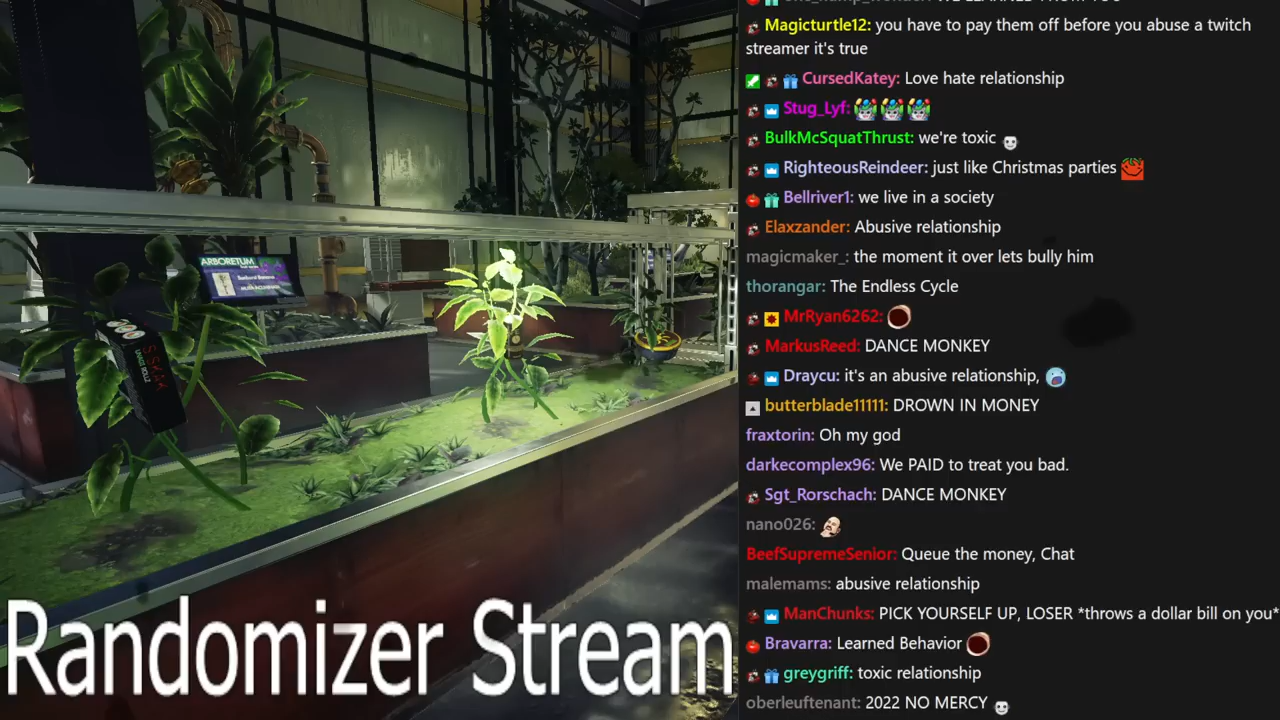 Magicturtle12: you have to pay them off before you abuse a twitch
streamer it's true
CursedKatey: Love hate relationship
Stug_Lyf:
BulkMcSquatThrust: we're toxic
RighteousReindeer: just like Christmas parties
Bellriver1: we live in a society
Elaxzander: Abusive relationship
magicmaker_: the moment it over lets bully him
thorangar: The Endless Cycle
MrRyan6262:
MarkusReed: DANCE MONKEY
Draycu: it's an abusive relationship,
butterblade11111: DROWN IN MONEY
fraxtorin: Oh my god
darkecomplex96: We PAID to treat you bad.
Sgt_Rorschach: DANCE MONKEY
nano026:
BeefSupremeSenior: Queue the money, Chat
malemams: abusive relationship
ManChunks: PICK YOURSELF UP, LOSER *throws a dollar bill on you*
Bravarra: Learned Behavior
greygriff: toxic relationship
oberleuftenant: 2022 NO MERCY
ARBORETUM
Randomizer Stream